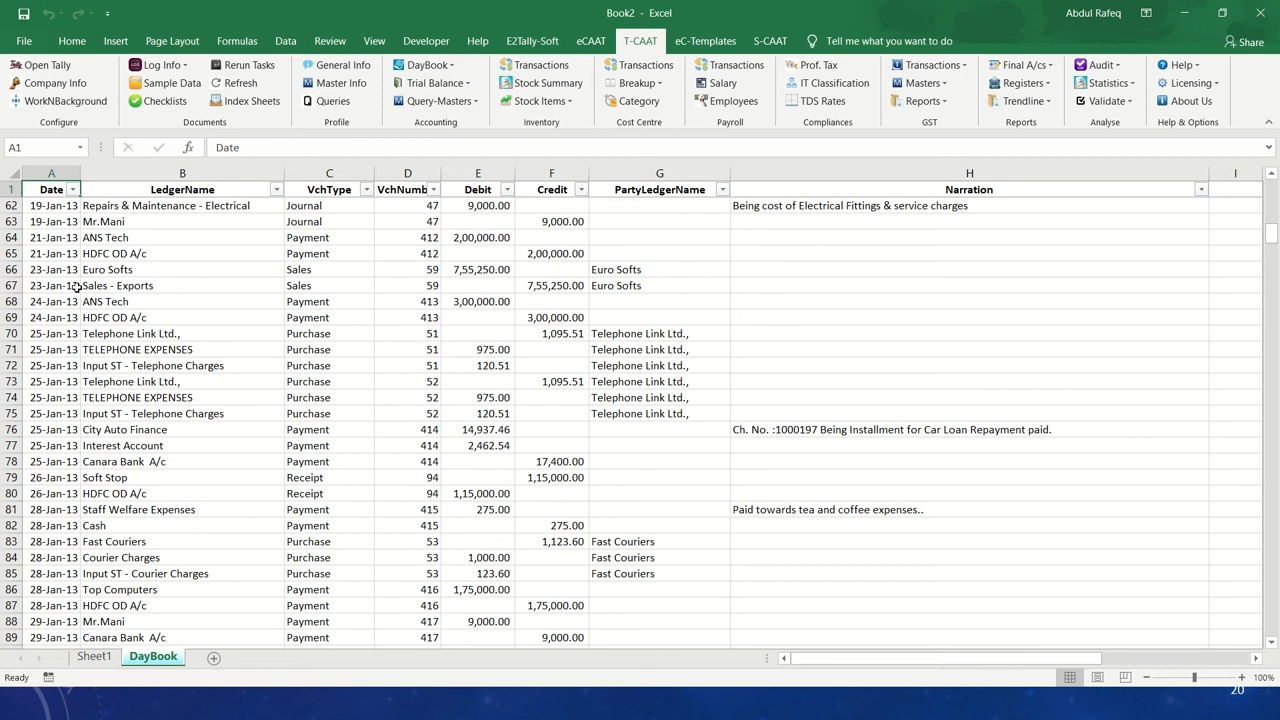 Book2 - Excel
Abdul Rafeq
File Home Insert Page Layout Formulas Data Review View Developer Help E2Tally-Soft eCAAT T-CAAT eC-Templates S-CAAT Tell me what you want to do Share
Open Tally Log Info Rerun Tasks General Info DayBook Transactions Transactions Transactions Prof. Tax Transactions Final A/cs Audit Help
Company Info Sample Data Refresh Master Info Trial Balance Stock Summary Breakup Salary IT Classification Masters Registers Statistics Licensing
WorkNBackground Checklists Index Sheets Queries Query-Masters Stock Items Category Employees TDS Rates Reports Trendline Validate About Us
Configure Documents Profile Accounting Inventory Cost Centre Payroll Compliances GST Reports Analyse Help & Options
A1 fx Date
A B C D E F G H I
1 Date LedgerName VchType VchNumb Debit Credit PartyLedgerName Narration
62 19-Jan-13 Repairs & Maintenance - Electrical Journal 47 9,000.00 Being cost of Electrical Fittings & service charges
63 19-Jan-13 Mr.Mani Journal 47 9,000.00
64 21-Jan-13 ANS Tech Payment 412 2,00,000.00
65 21-Jan-13 HDFC OD A/c Payment 412 2,00,000.00
66 23-Jan-13 Euro Softs Sales 59 7,55,250.00 Euro Softs
67 23-Jan-13 Sales - Exports Sales 59 7,55,250.00 Euro Softs
68 24-Jan-13 ANS Tech Payment 413 3,00,000.00
69 24-Jan-13 HDFC OD A/c Payment 413 3,00,000.00
70 25-Jan-13 Telephone Link Ltd., Purchase 51 1,095.51 Telephone Link Ltd.,
71 25-Jan-13 TELEPHONE EXPENSES Purchase 51 975.00 Telephone Link Ltd.,
72 25-Jan-13 Input ST - Telephone Charges Purchase 51 120.51 Telephone Link Ltd.,
73 25-Jan-13 Telephone Link Ltd., Purchase 52 1,095.51 Telephone Link Ltd.,
74 25-Jan-13 TELEPHONE EXPENSES Purchase 52 975.00 Telephone Link Ltd.,
75 25-Jan-13 Input ST - Telephone Charges Purchase 52 120.51 Telephone Link Ltd.,
76 25-Jan-13 City Auto Finance Payment 414 14,937.46 Ch. No. :1000197 Being Installment for Car Loan Repayment paid.
77 25-Jan-13 Interest Account Payment 414 2,462.54
78 25-Jan-13 Canara Bank A/c Payment 414 17,400.00
79 26-Jan-13 Soft Stop Receipt 94 1,15,000.00
80 26-Jan-13 HDFC OD A/c Receipt 94 1,15,000.00
81 28-Jan-13 Staff Welfare Expenses Payment 415 275.00 Paid towards tea and coffee expenses..
82 28-Jan-13 Cash Payment 415 275.00
83 28-Jan-13 Fast Couriers Purchase 53 1,123.60 Fast Couriers
84 28-Jan-13 Courier Charges Purchase 53 1,000.00 Fast Couriers
85 28-Jan-13 Input ST - Courier Charges Purchase 53 123.60 Fast Couriers
86 28-Jan-13 Top Computers Payment 416 1,75,000.00
87 28-Jan-13 HDFC OD A/c Payment 416 1,75,000.00
88 29-Jan-13 Mr.Mani Payment 417 9,000.00
89 29-Jan-13 Canara Bank A/c Payment 417 9,000.00
Sheet1 DayBook
Ready 100%
20